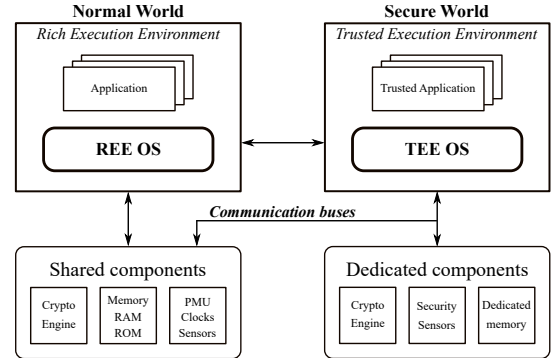 Normal World
Secure World
Rich Execution Environment
Trusted Execution Environment
Application
Trusted Application
REE OS
TEE OS
Communication buses
Shared components
Crypto
Engine
Memory
RAM
ROM
PMU
Clocks
Sensors
Dedicated components
Crypto
Engine
Security
Sensors
Dedicated
memory